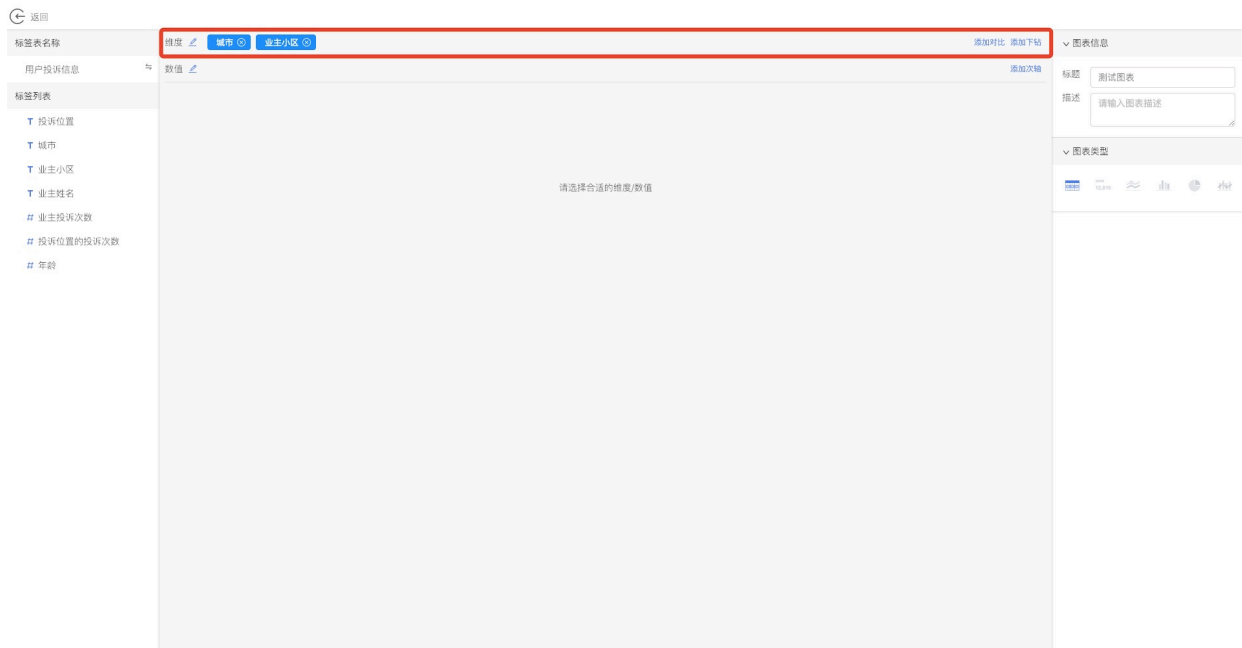 返回
标签表名称
用户投诉信息
标签列表
T 投诉位置
T 城市
T 业主小区
T 业主姓名
# 业主投诉次数
# 投诉位置的投诉次数
# 年龄
维度 城市 业主小区 添加对比 添加下钻
数值 添加次轴
请选择合适的维度/数值
图表信息
标题 测试图表
描述 请输入图表描述
图表类型